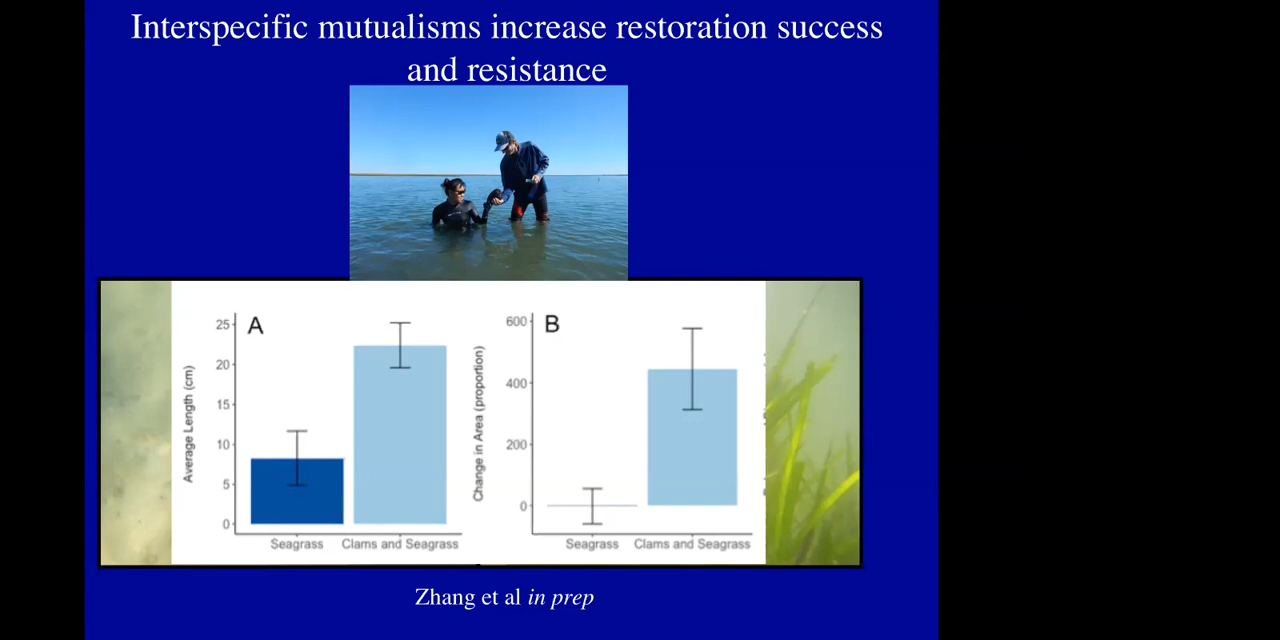 Interspecific mutualisms increase restoration success
and resistance
A
25
20
15
10
5
0
Average Length (cm)
Seagrass
Clams and Seagrass
B
600
400
200
0
Change in Area (proportion)
Seagrass
Clams and Seagrass
Zhang et al in prep